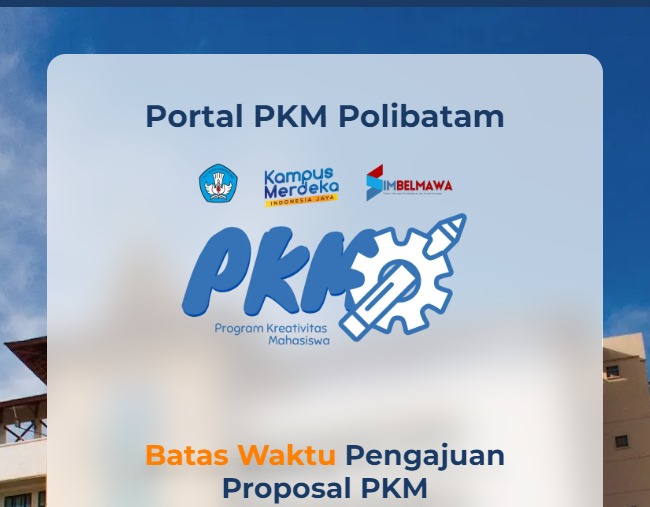 Portal PKM Polibatam
Kampus
Merdeka
INDONESIA JAYA
SIMBELMAWA
PKM
Program Kreativitas
Mahasiswa
Batas Waktu Pengajuan
Proposal PKM